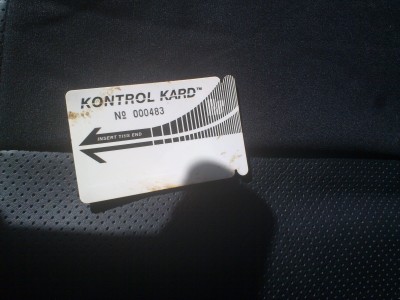 KONTROL KARD™
Nº 000483
INSERT THIS END